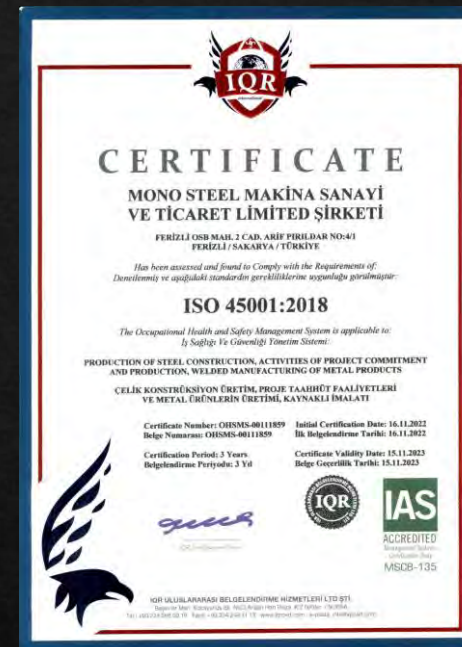 IQR
International
CERTIFICATE
MONO STEEL MAKİNA SANAYİ
VE TİCARET LİMİTED ŞİRKETİ
FERİZLİ OSB MAH. 2 CAD. ARİF PIRILDAR NO:4/1
FERİZLİ / SAKARYA / TÜRKİYE
Has been assessed and found to Comply with the Requirements of:
Denetlenmiş ve aşağıdaki standardın gerekliliklerine uygunluğu görülmüştür:
ISO 45001:2018
The Occupational Health and Safety Management System is applicable to:
İş Sağlığı Ve Güvenliği Yönetim Sistemi:
PRODUCTION OF STEEL CONSTRUCTION, ACTIVITIES OF PROJECT COMMITMENT
AND PRODUCTION, WELDED MANUFACTURING OF METAL PRODUCTS
ÇELİK KONSTRÜKSİYON ÜRETİM, PROJE TAAHHÜT FAALİYETLERİ
VE METAL ÜRÜNLERİN ÜRETİMİ, KAYNAKLI İMALATI
Certificate Number: OHSMS-00111859 Initial Certification Date: 16.11.2022
Belge Numarası: OHSMS-00111859 İlk Belgelendirme Tarihi: 16.11.2022
Certification Period: 3 Years Certificate Validity Date: 15.11.2023
Belgelendirme Periyodu: 3 Yıl Belge Geçerlilik Tarihi: 15.11.2023
IQR
IAS
ACCREDITED
MSCB-135
IQR ULUSLARARASI BELGELENDİRME HİZMETLERİ LTD ŞTİ.